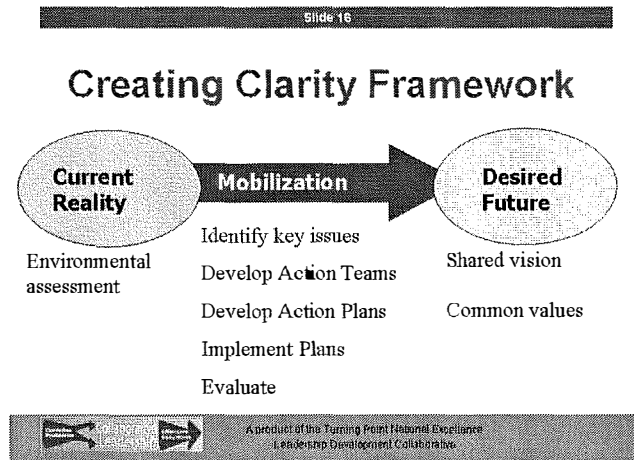 Slide 16
Creating Clarity Framework
Current
Reality
Mobilization
Desired
Future
Environmental
assessment
Identify key issues
Develop Action Teams
Develop Action Plans
Implement Plans
Evaluate
Shared vision
Common values
Collaborative
Leadership
A product of the Turning Point National Excellence
Leadership Development Collaborative